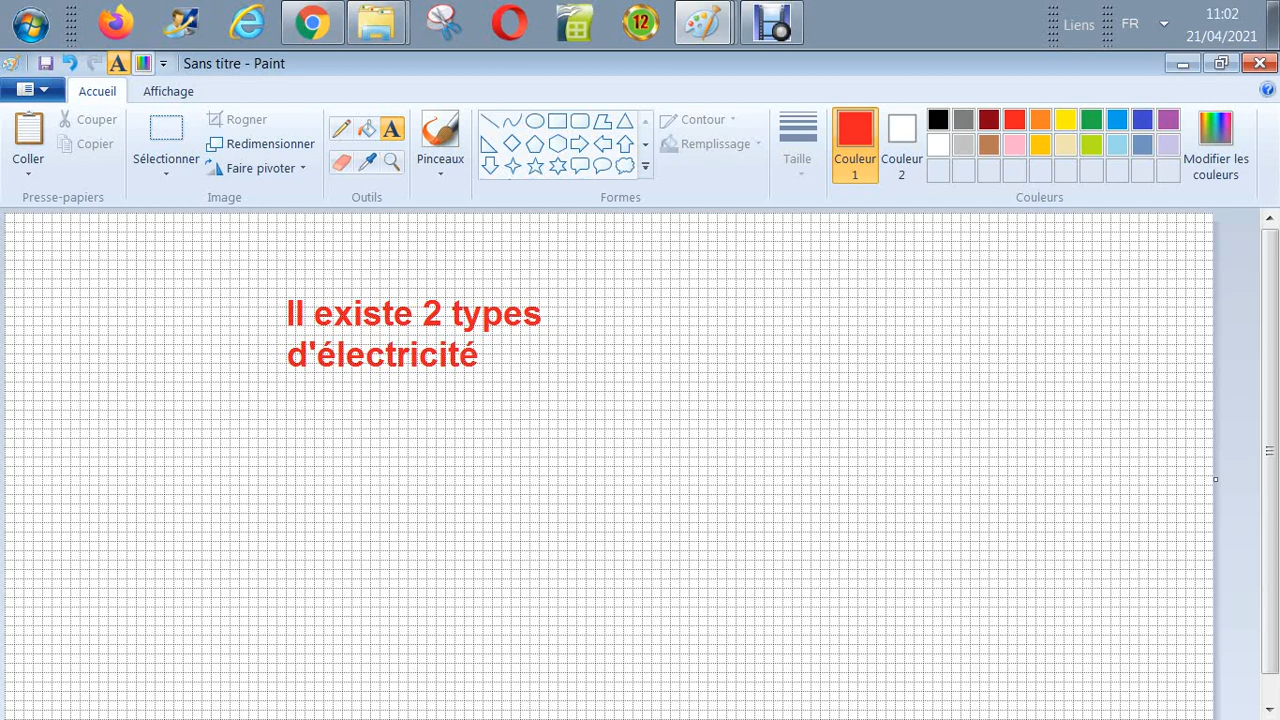 Liens
FR
11:02
21/04/2021
12
A
Sans titre - Paint
Accueil
Affichage
Coller
Couper
Copier
Presse-papiers
Sélectionner
Rogner
Redimensionner
Faire pivoter
Image
A
Outils
Pinceaux
Contour
Remplissage
Formes
Taille
Couleur
1
Couleur
2
Modifier les
couleurs
Couleurs
Il existe 2 types
d'électricité